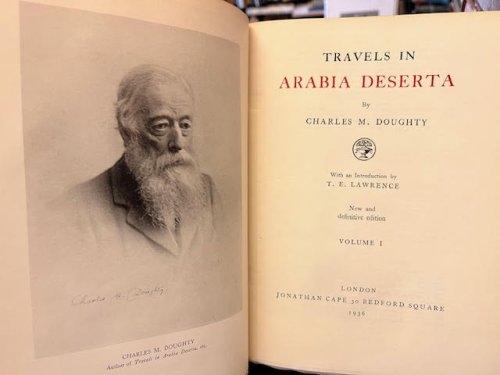 Charles M. Doughty
CHARLES M. DOUGHTY
Author of Travels in Arabia Deserta, etc.
TRAVELS IN
ARABIA DESERTA
By
CHARLES M. DOUGHTY
With an Introduction by
T. E. LAWRENCE
New and
definitive edition
VOLUME I
LONDON
JONATHAN CAPE 30 BEDFORD SQUARE
1936